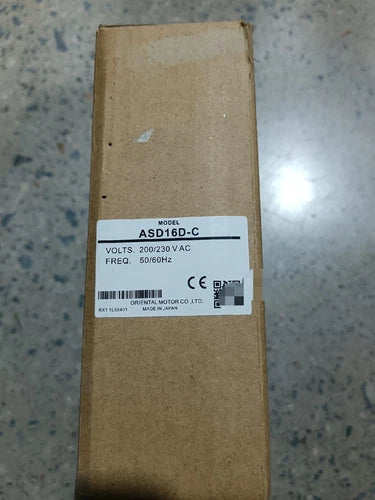 MODEL
ASD16D-C
VOLTS. 200/230 V AC
FREQ. 50/60Hz
CE
ORIENTAL MOTOR CO.,LTD.
MADE IN JAPAN